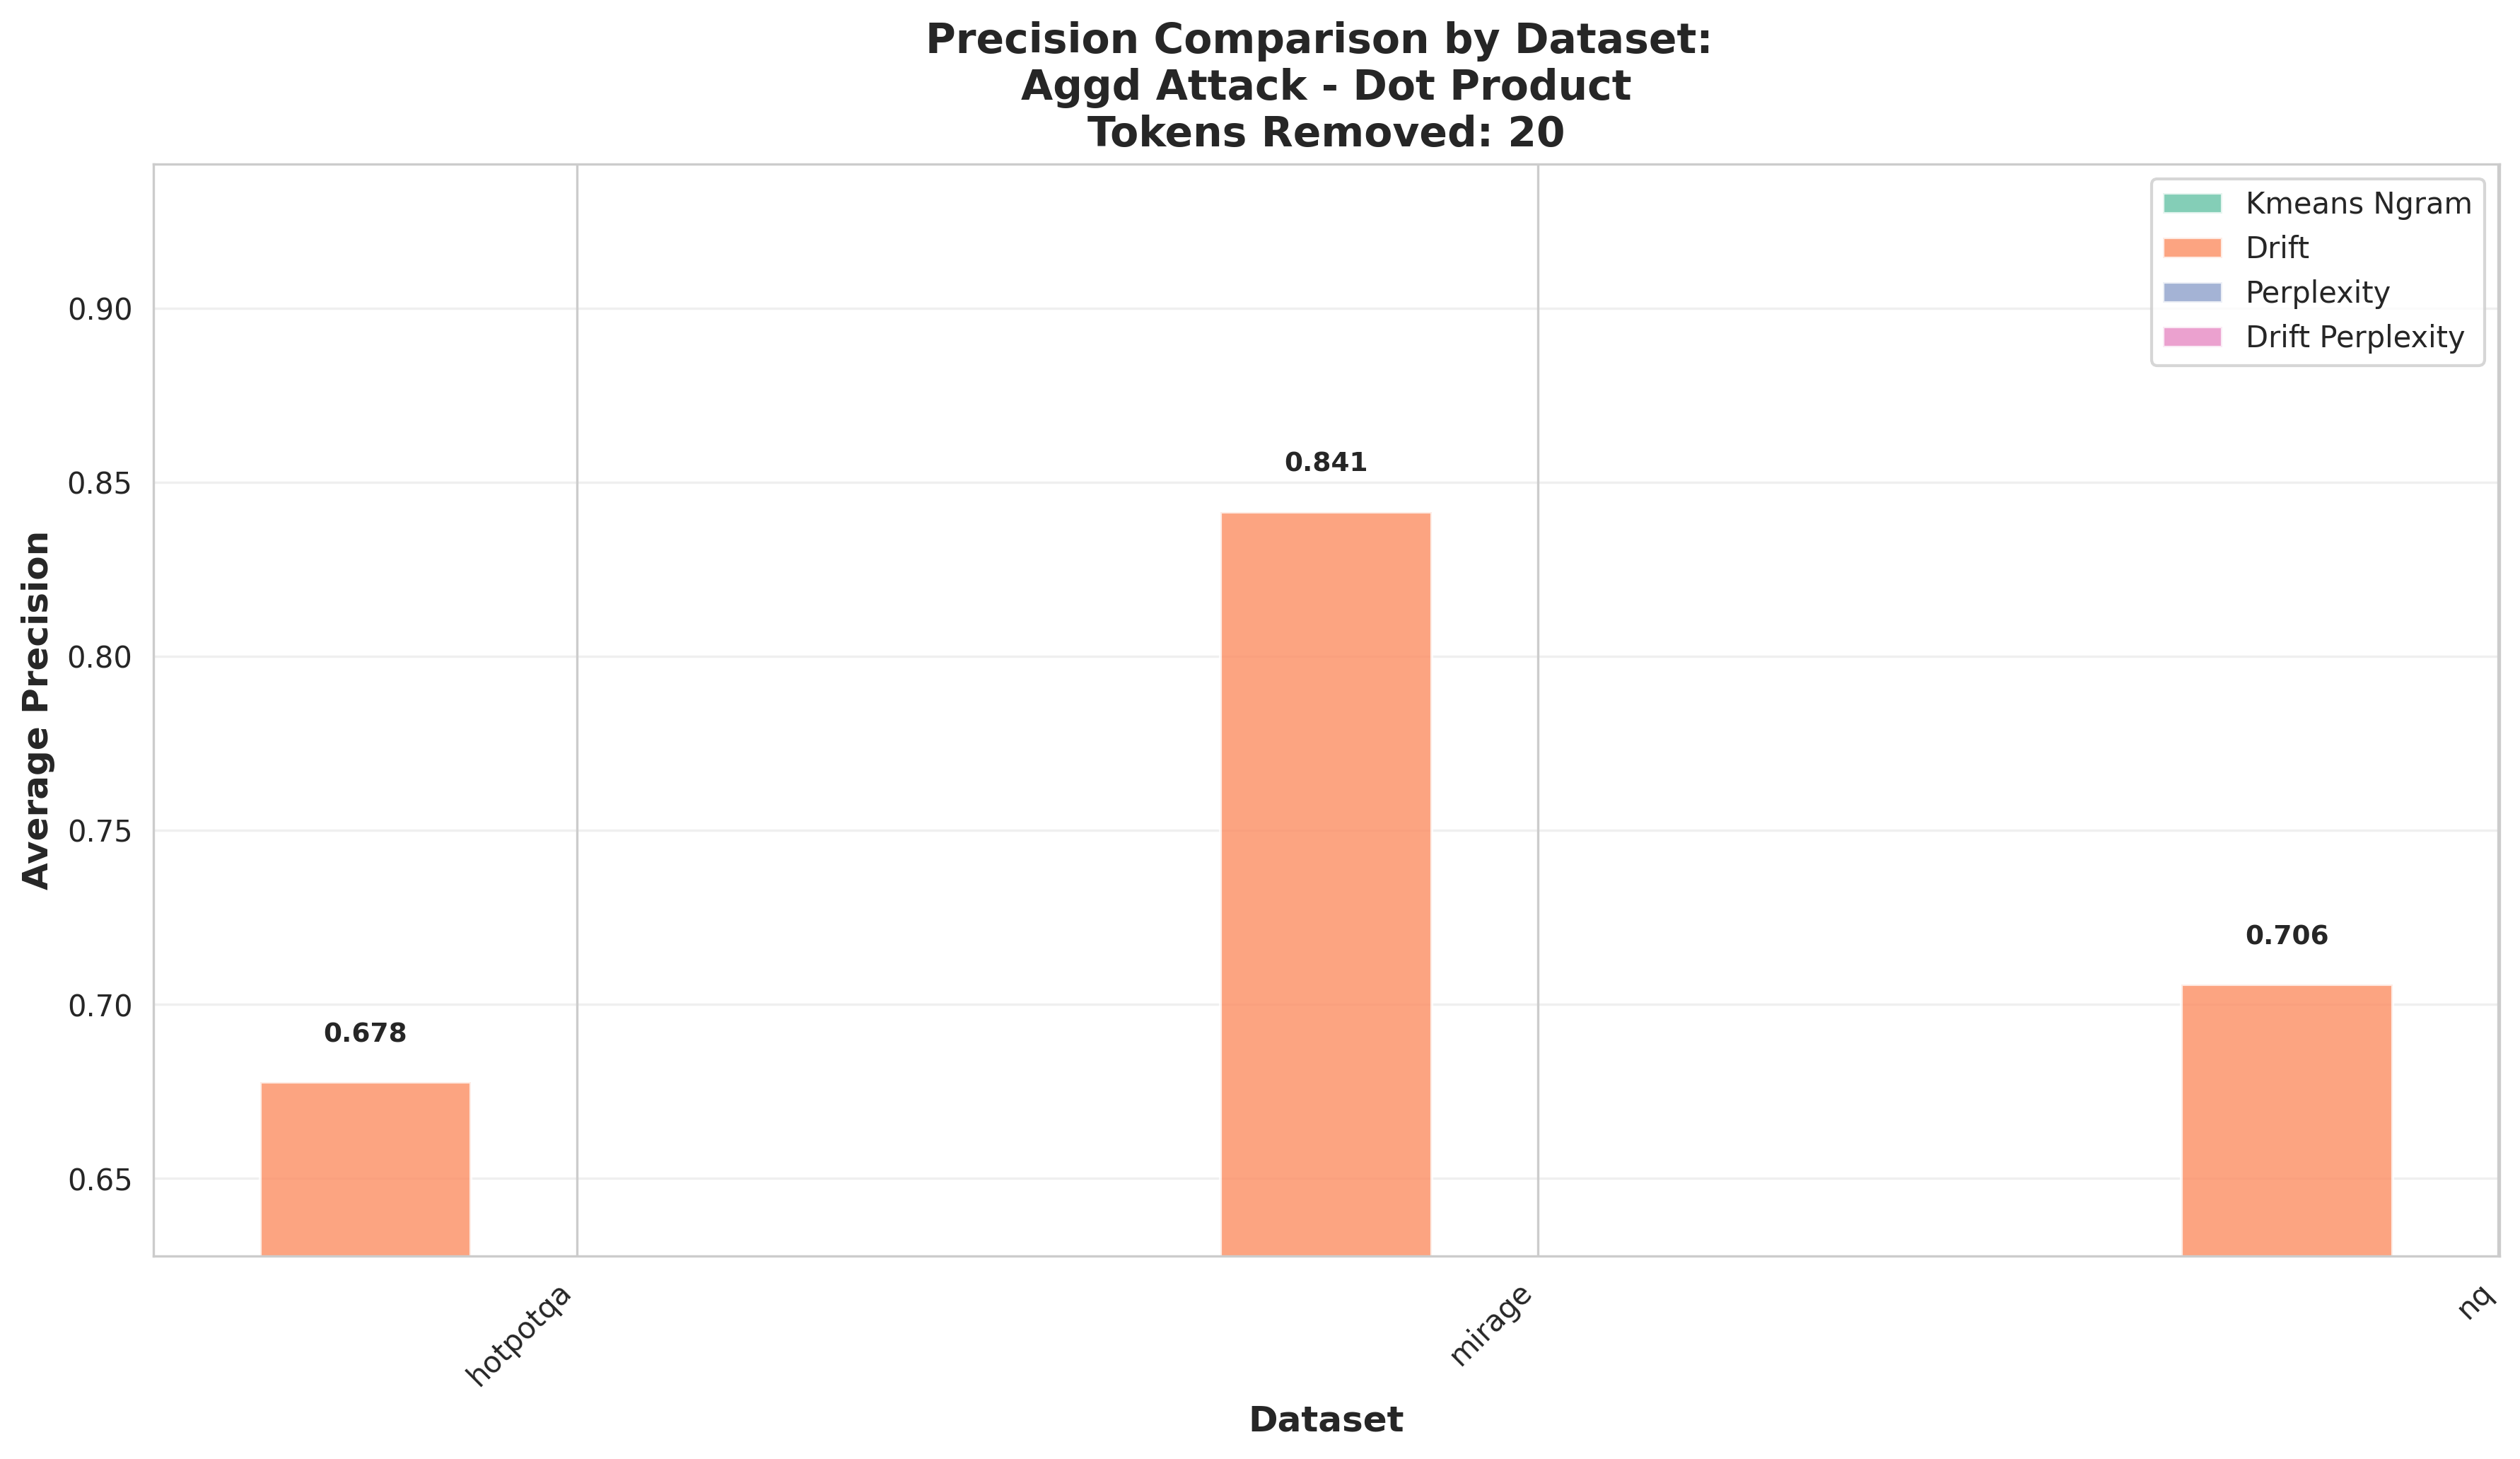 Precision Comparison by Dataset:
Aggd Attack - Dot Product
Tokens Removed: 20
Kmeans Ngram
Drift
Perplexity
Drift Perplexity
Average Precision
0.90
0.85
0.80
0.75
0.70
0.65
0.678
0.841
0.706
hotpotqa
mirage
nq
Dataset